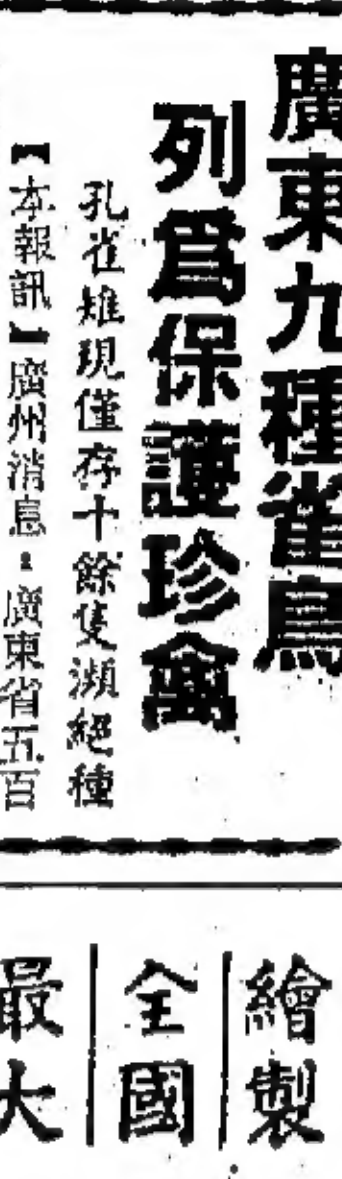 廣東九種雀鳥
列爲保護珍禽
孔雀雉現僅存十餘隻瀕絕種
【本報訊】廣州消息：廣東省五百
繪製
全國
最大